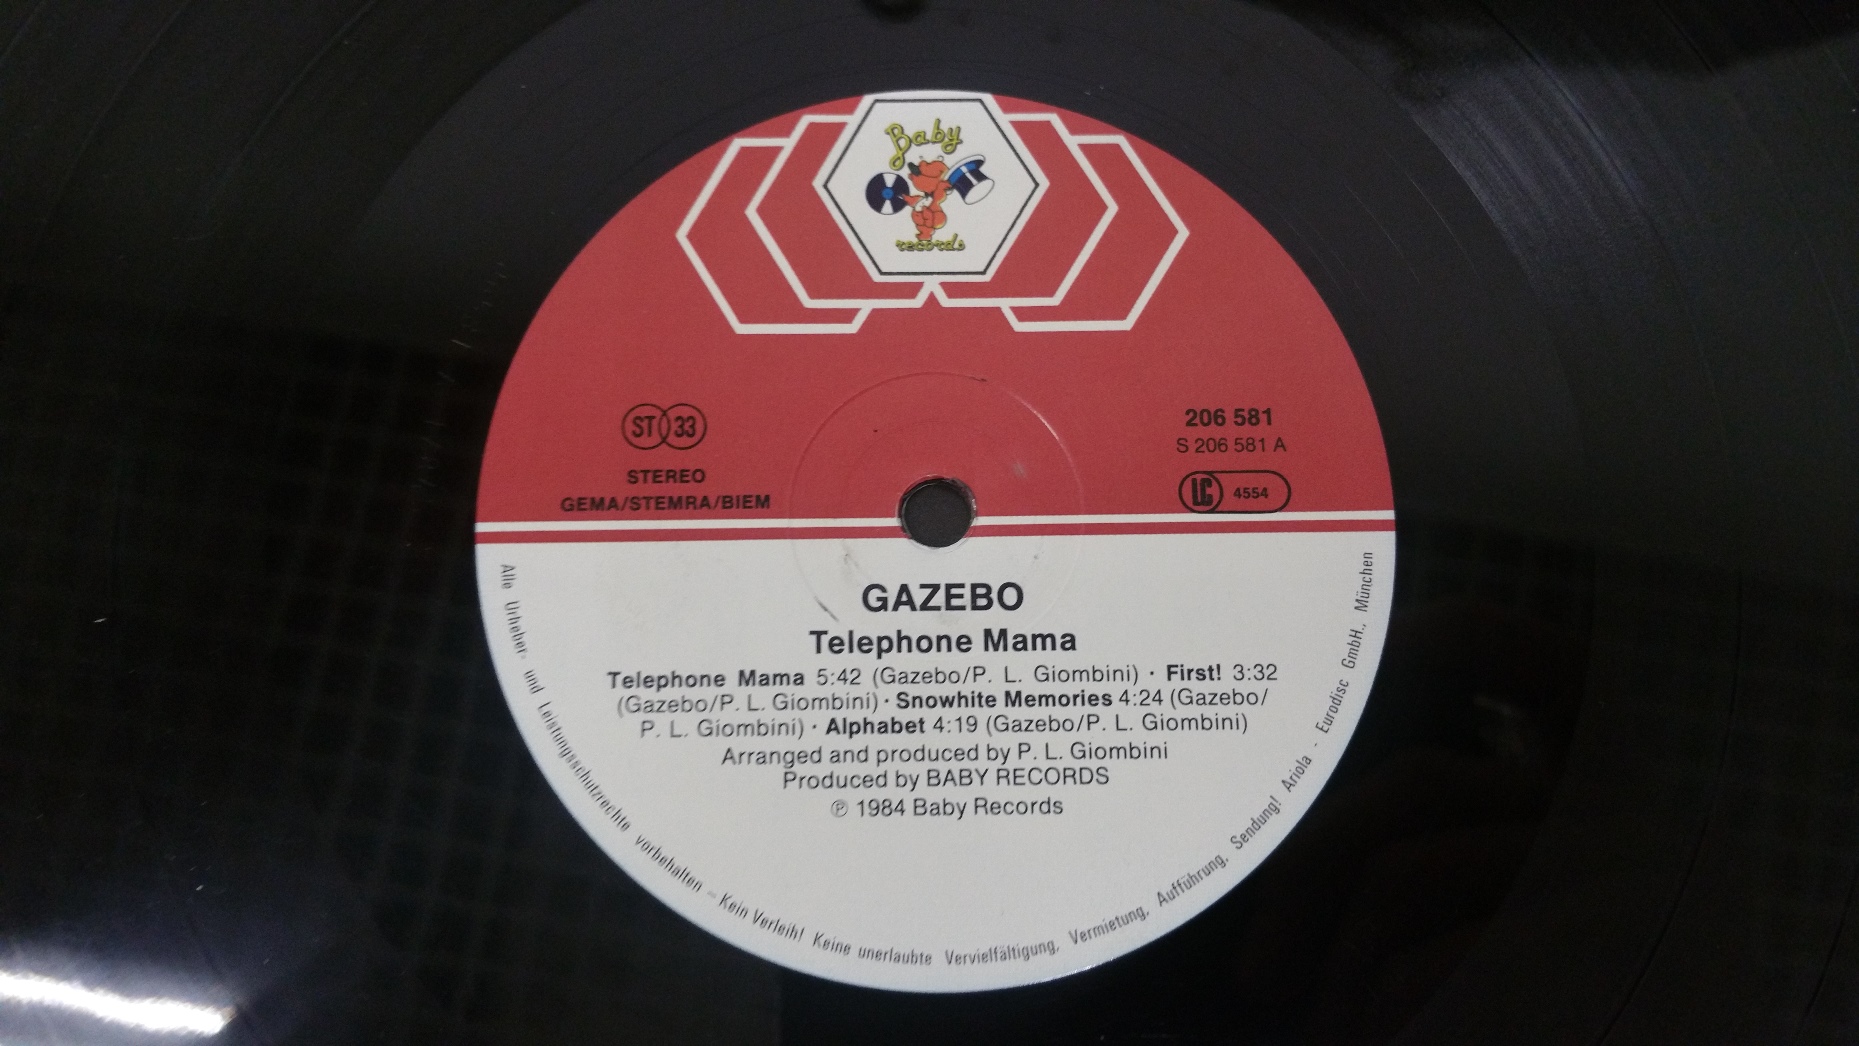 Baby
records
ST 33
STEREO
GEMA/STEMRA/BIEM
206 581
S 206 581 A
LC 4554
GAZEBO
Telephone Mama
Telephone Mama 5:42 (Gazebo/P. L. Giombini) · First! 3:32
(Gazebo/P. L. Giombini) · Snowhite Memories 4:24 (Gazebo/
P. L. Giombini) · Alphabet 4:19 (Gazebo/P. L. Giombini)
Arranged and produced by P. L. Giombini
Produced by BABY RECORDS
℗ 1984 Baby Records
Alle Urheber- und Leistungsschutzrechte vorbehalten – Kein Verleih! Keine unerlaubte Vervielfältigung, Vermietung, Aufführung, Sendung! Ariola - Eurodisc GmbH., München